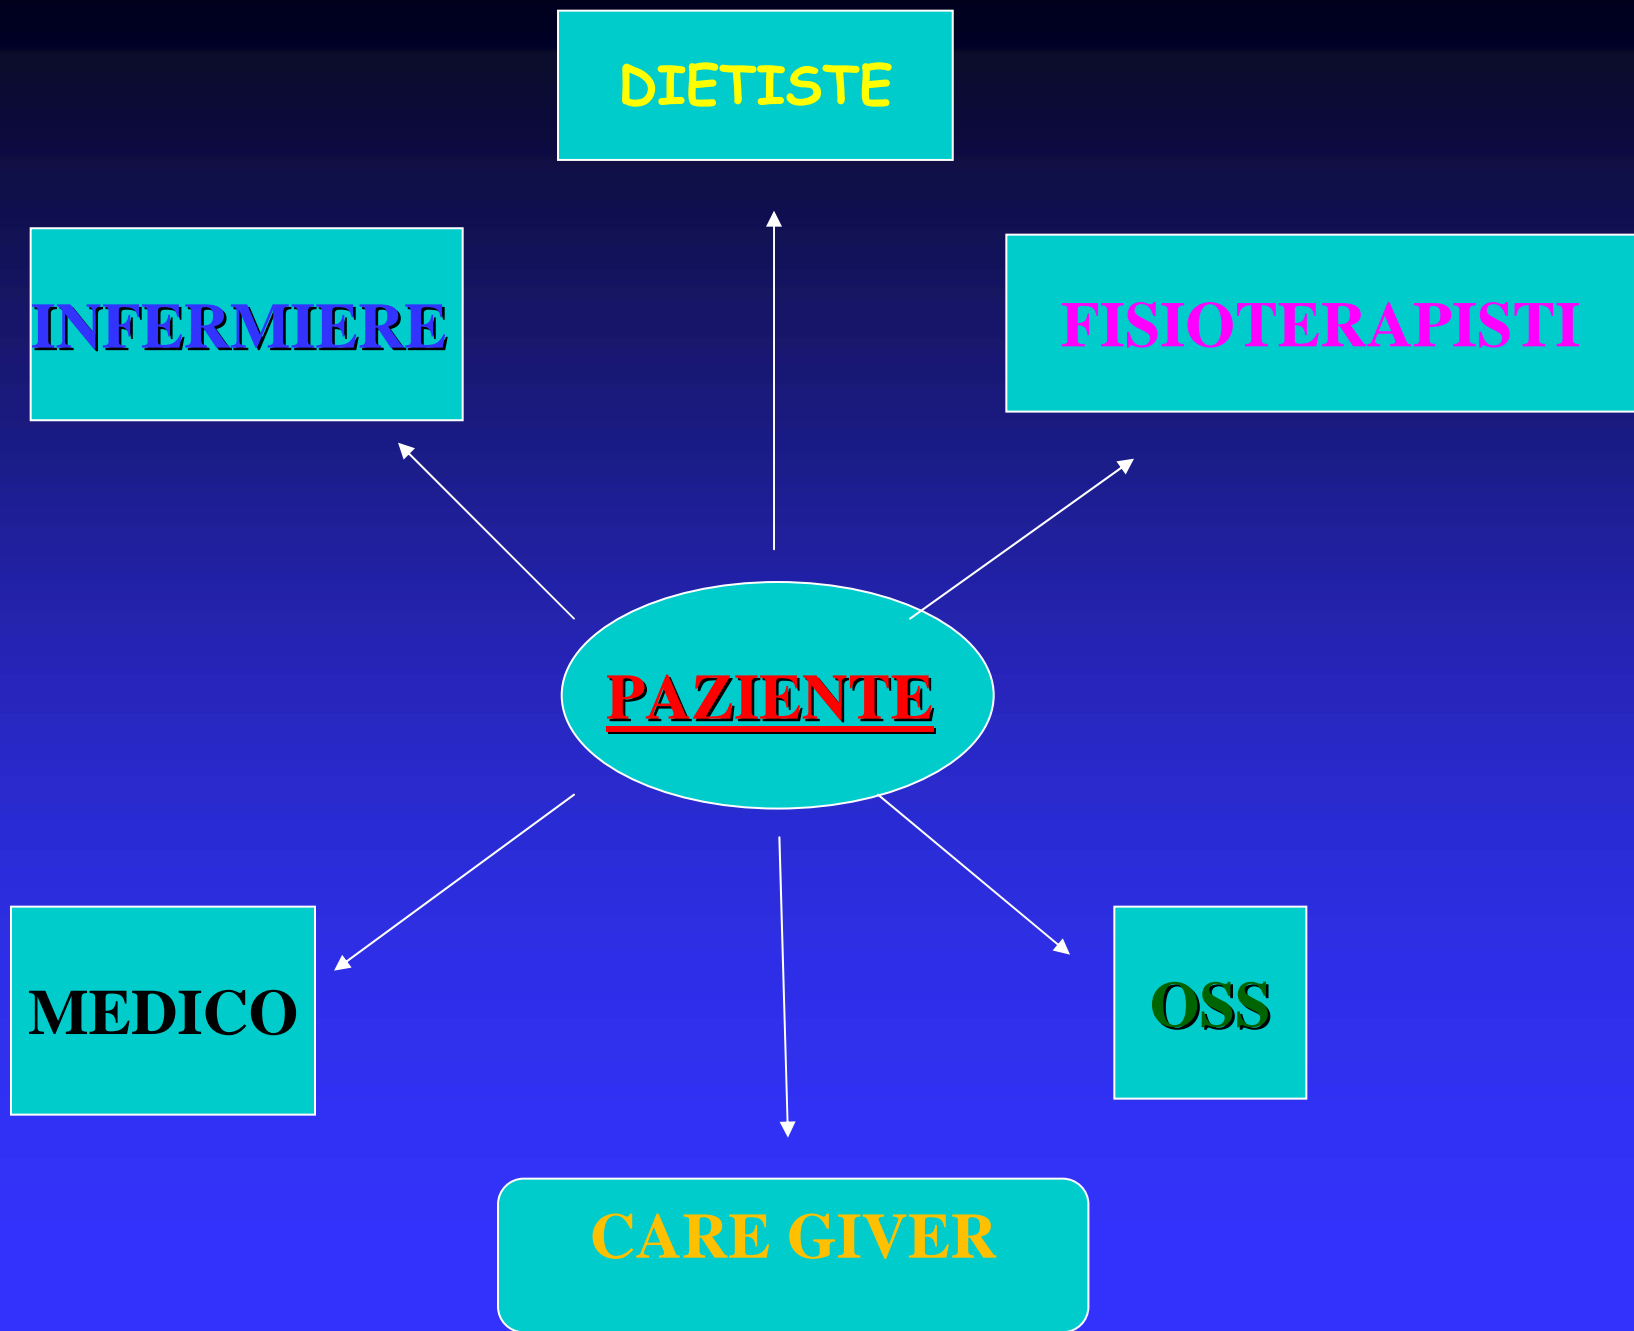 DIETISTE
INFERMIERE
FISIOTERAPISTI
PAZIENTE
MEDICO
OSS
CARE GIVER